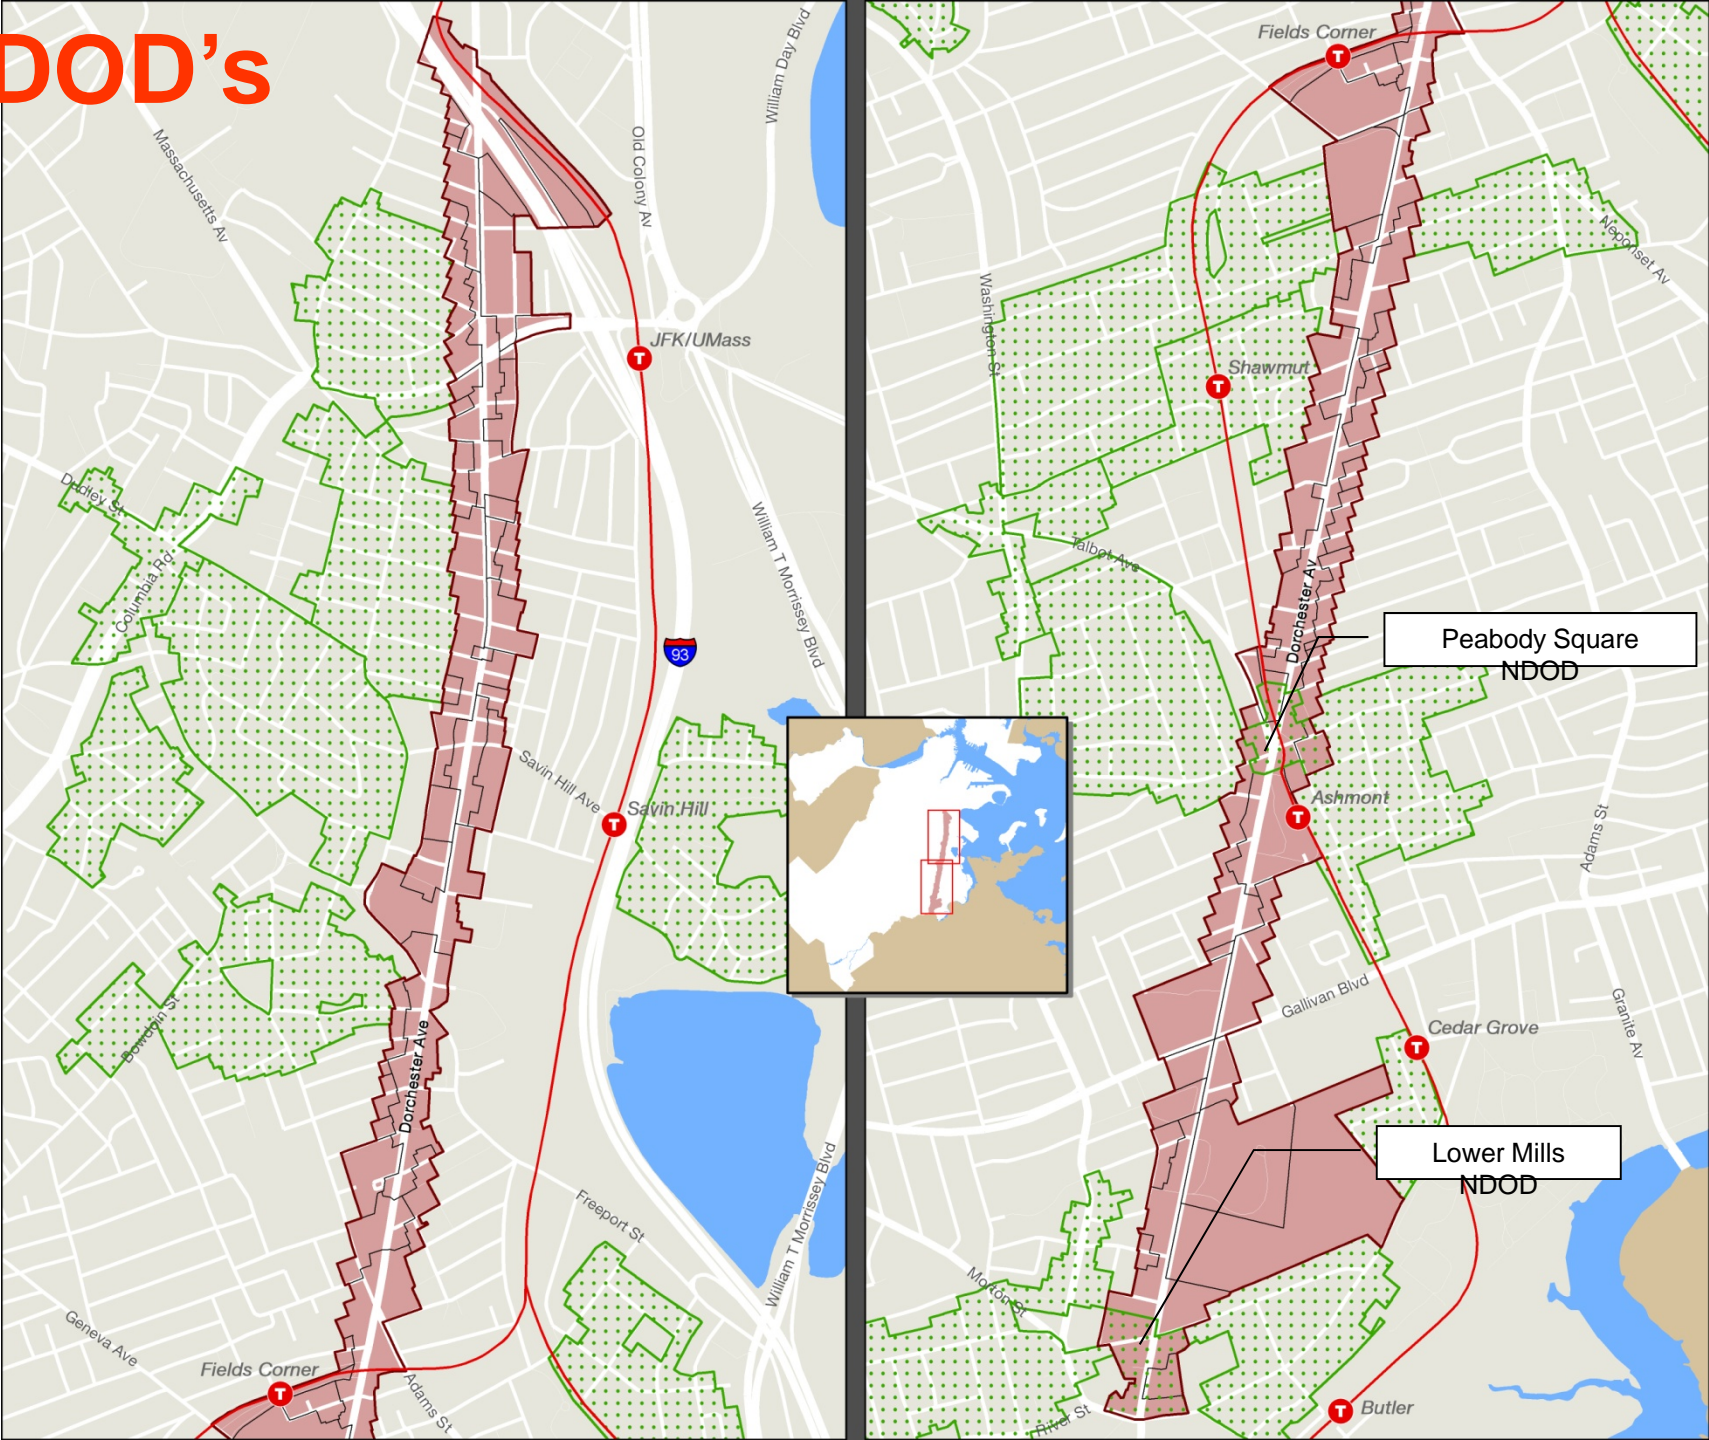 DOD's
Massachusetts Av
Old Colony Av
William Day Blvd
JFK/UMass
Dudley St
Columbia Rd
William T Morrissey Blvd
93
Savin Hill Ave
Savin Hill
Bowdoin St
Dorchester Ave
Freeport St
William T Morrissey Blvd
Geneva Ave
Fields Corner
Adams St
Fields Corner
Neponset Av
Washington St
Shawmut
Talbot Ave
Dorchester Av
Peabody Square
NDOD
Ashmont
Adams St
Gallivan Blvd
Granite Av
Cedar Grove
Lower Mills
NDOD
Morton St
River St
Butler
T
T
T
T
T
T
T
T